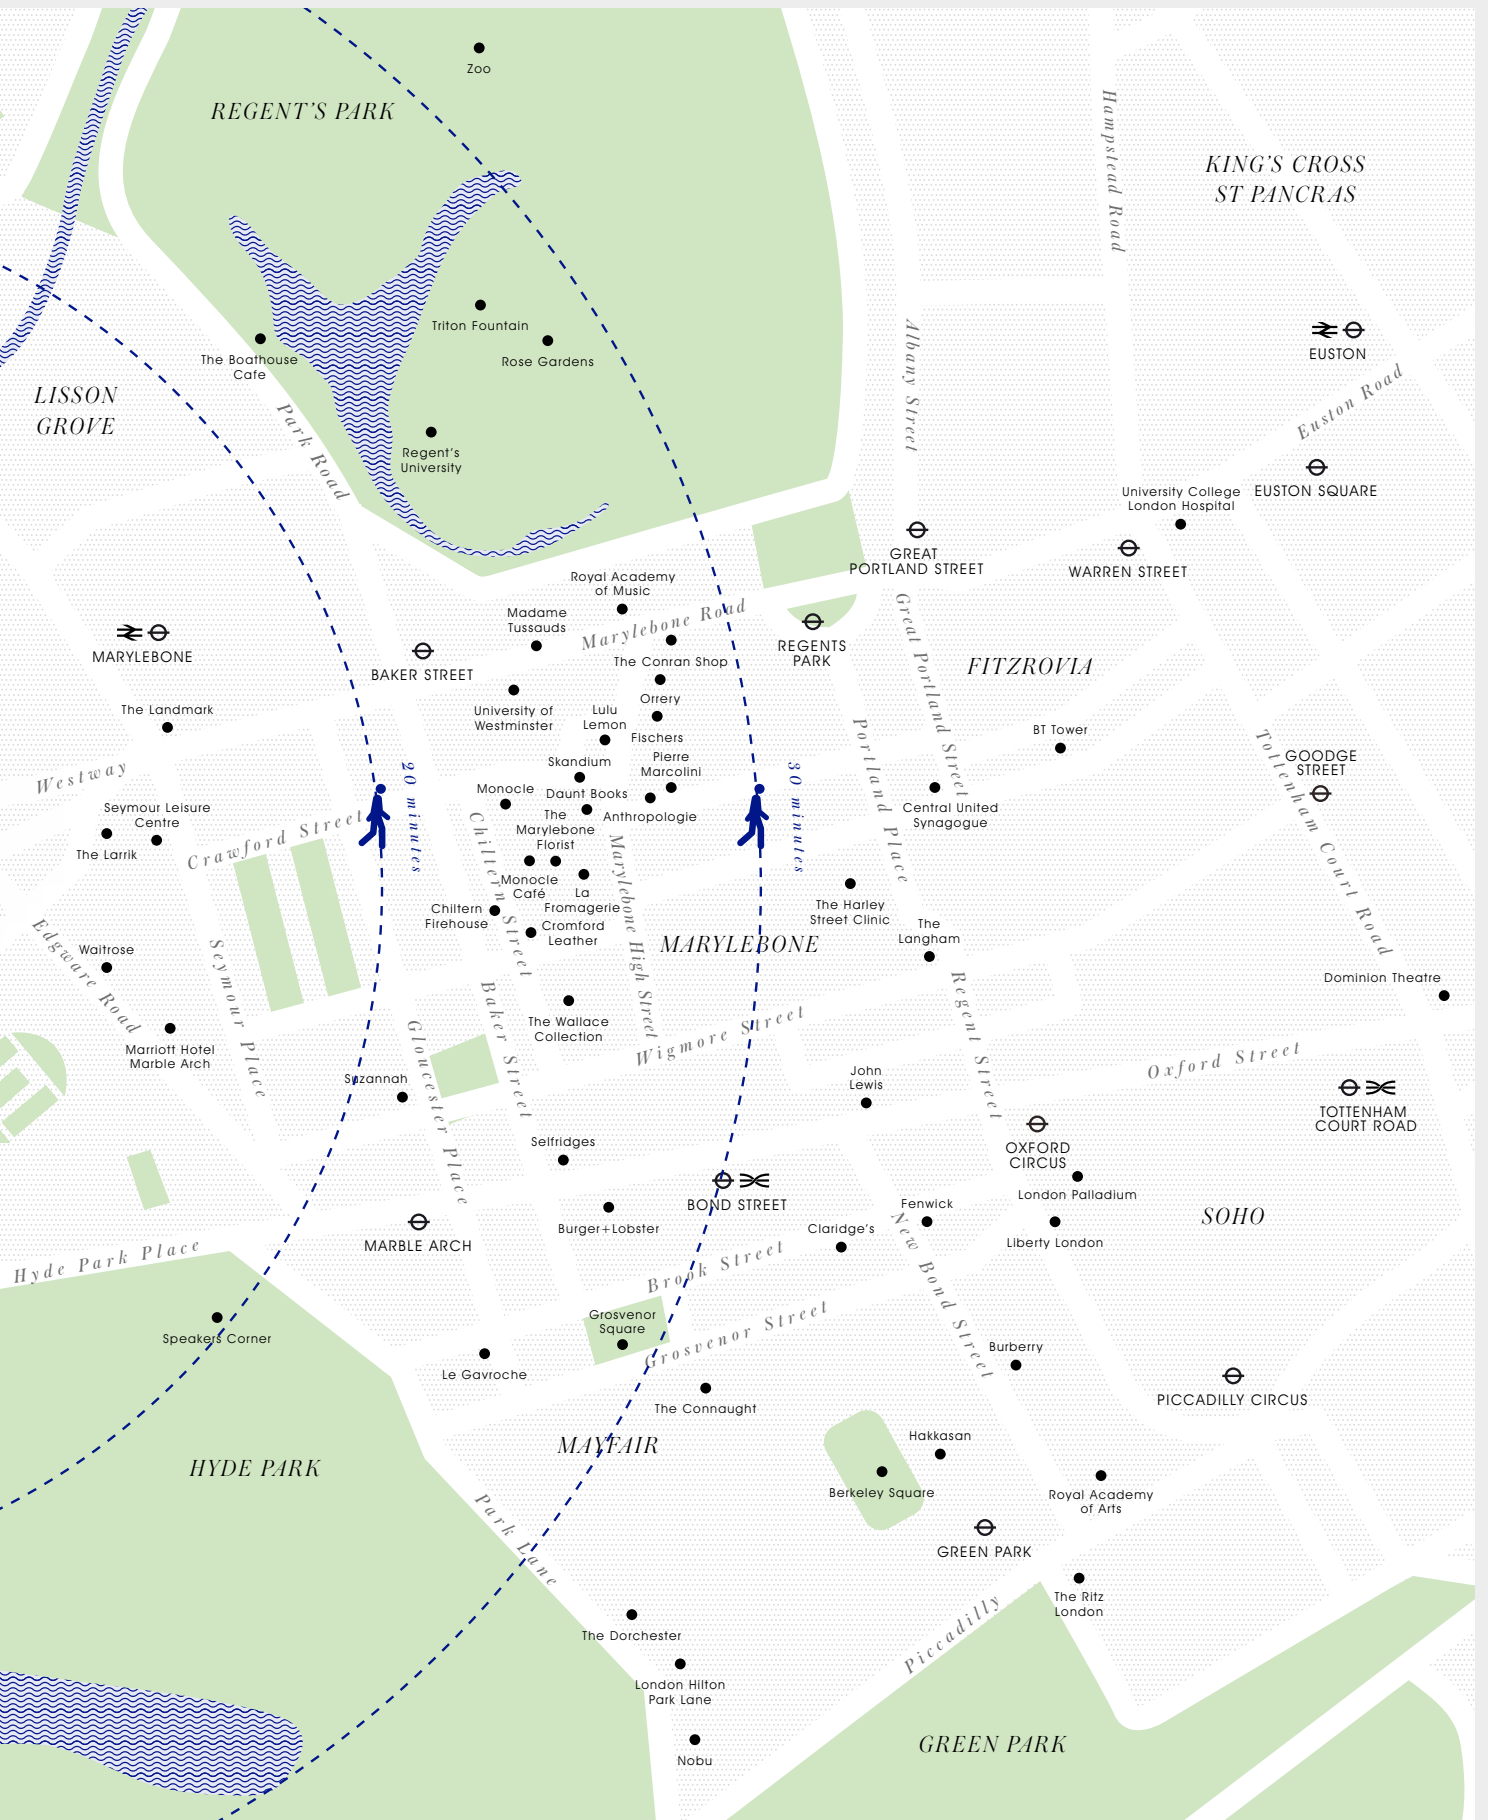 Zoo
REGENT'S PARK
Hampstead Road
KING'S CROSS
ST PANCRAS
Triton Fountain
Rose Gardens
The Boathouse
Cafe
Albany Street
EUSTON
Euston Road
LISSON
GROVE
Park Road
Regent's
University
EUSTON SQUARE
University College
London Hospital
GREAT
PORTLAND STREET
WARREN STREET
Royal Academy
of Music
Madame
Tussauds
Marylebone Road
The Conran Shop
REGENTS
PARK
Great Portland Street
FITZROVIA
MARYLEBONE
BAKER STREET
Orrery
The Landmark
University of
Westminster
Lulu
Lemon
Fischers
BT Tower
Westway
20 minutes
Skandium
Pierre
Marcolini
30 minutes
Portland Place
Tottenham Court Road
GOODGE
STREET
Seymour Leisure
Centre
The Larrik
Crawford Street
Monocle
Daunt Books
Anthropologie
Central United
Synagogue
Chiltern Street
The
Marylebone
Florist
Marylebone High Street
Monocle
Café
La
Fromagerie
The Harley
Street Clinic
Chiltern
Firehouse
Cromford
Leather
MARYLEBONE
The
Langham
Edgware Road
Waitrose
Seymour Place
Dominion Theatre
Marriott Hotel
Marble Arch
Gloucester Place
Baker Street
The Wallace
Collection
Wigmore Street
Regent Street
Oxford Street
Suzannah
John
Lewis
TOTTENHAM
COURT ROAD
Selfridges
OXFORD
CIRCUS
London Palladium
BOND STREET
Fenwick
SOHO
Burger+Lobster
Claridge's
Liberty London
MARBLE ARCH
Hyde Park Place
Brook Street
New Bond Street
Speakers Corner
Grosvenor
Square
Grosvenor Street
Burberry
Le Gavroche
The Connaught
PICCADILLY CIRCUS
HYDE PARK
MAYFAIR
Hakkasan
Berkeley Square
Royal Academy
of Arts
Park Lane
GREEN PARK
The Ritz
London
The Dorchester
Piccadilly
London Hilton
Park Lane
GREEN PARK
Nobu